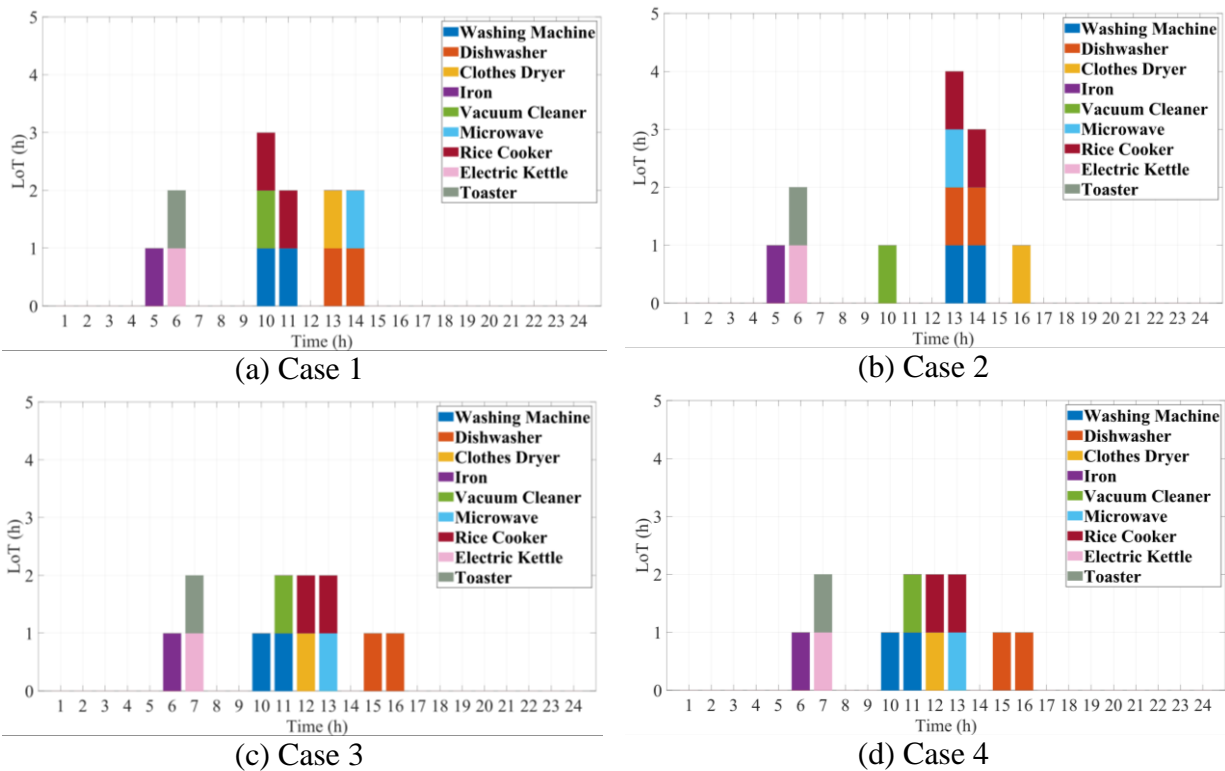 5
4
3
2
1
0
LoT (h)
Washing Machine
Dishwasher
Clothes Dryer
Iron
Vacuum Cleaner
Microwave
Rice Cooker
Electric Kettle
Toaster
1 2 3 4 5 6 7 8 9 10 11 12 13 14 15 16 17 18 19 20 21 22 23 24
Time (h)
(a) Case 1
5
4
3
2
1
0
LoT (h)
Washing Machine
Dishwasher
Clothes Dryer
Iron
Vacuum Cleaner
Microwave
Rice Cooker
Electric Kettle
Toaster
1 2 3 4 5 6 7 8 9 10 11 12 13 14 15 16 17 18 19 20 21 22 23 24
Time (h)
(b) Case 2
5
4
3
2
1
0
LoT (h)
Washing Machine
Dishwasher
Clothes Dryer
Iron
Vacuum Cleaner
Microwave
Rice Cooker
Electric Kettle
Toaster
1 2 3 4 5 6 7 8 9 10 11 12 13 14 15 16 17 18 19 20 21 22 23 24
Time (h)
(c) Case 3
5
4
3
2
1
0
LoT (h)
Washing Machine
Dishwasher
Clothes Dryer
Iron
Vacuum Cleaner
Microwave
Rice Cooker
Electric Kettle
Toaster
1 2 3 4 5 6 7 8 9 10 11 12 13 14 15 16 17 18 19 20 21 22 23 24
Time (h)
(d) Case 4